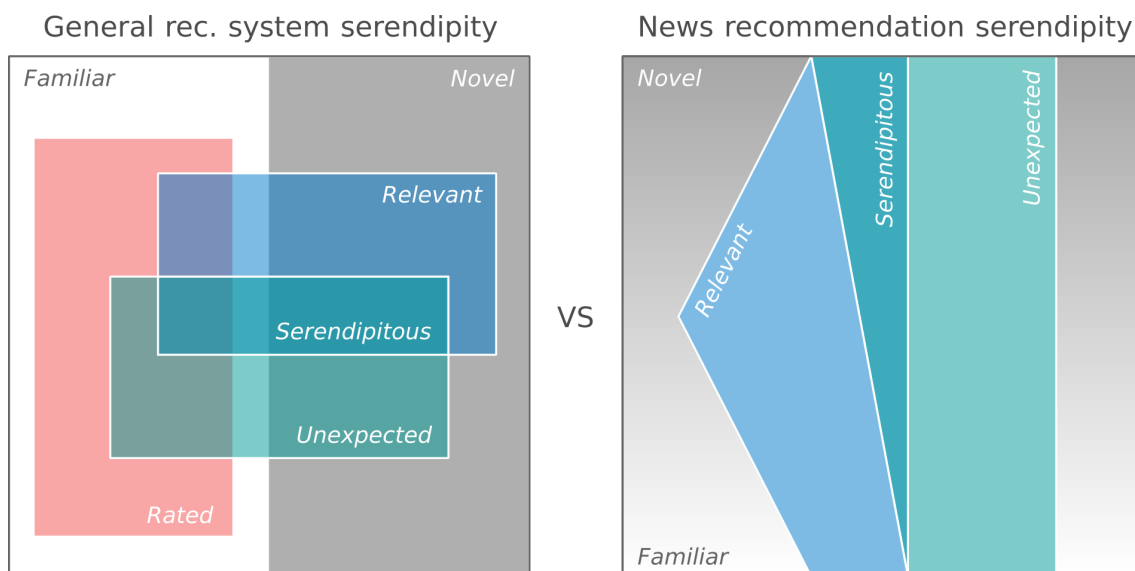 General rec. system serendipity
Familiar
Novel
Relevant
Serendipitous
Unexpected
Rated
VS
News recommendation serendipity
Novel
Serendipitous
Unexpected
Relevant
Familiar